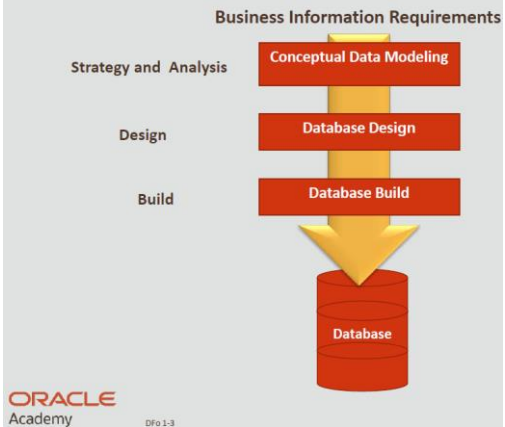 Business Information Requirements
Strategy and Analysis
Conceptual Data Modeling
Design
Database Design
Build
Database Build
Database
ORACLE
Academy
DFo 1-3